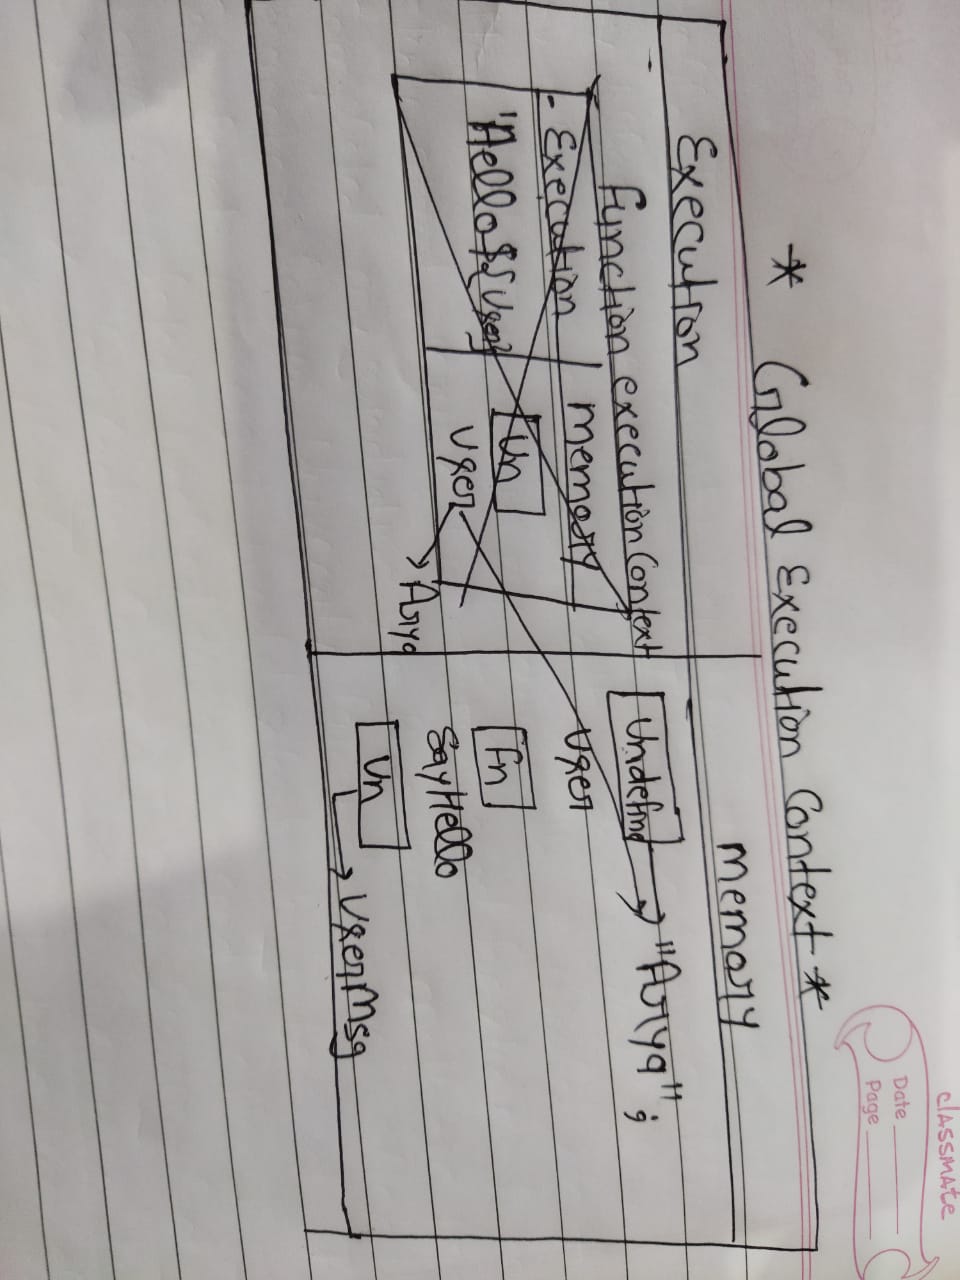 classmate
Date
Page
* Global Execution Context *
Execution
memory
function execution Context
- Execution
memory
'Hello ${User}
Un
User
Arya
Undefind
"Arya";
User
Fn
SayHello
Un
UserMsg